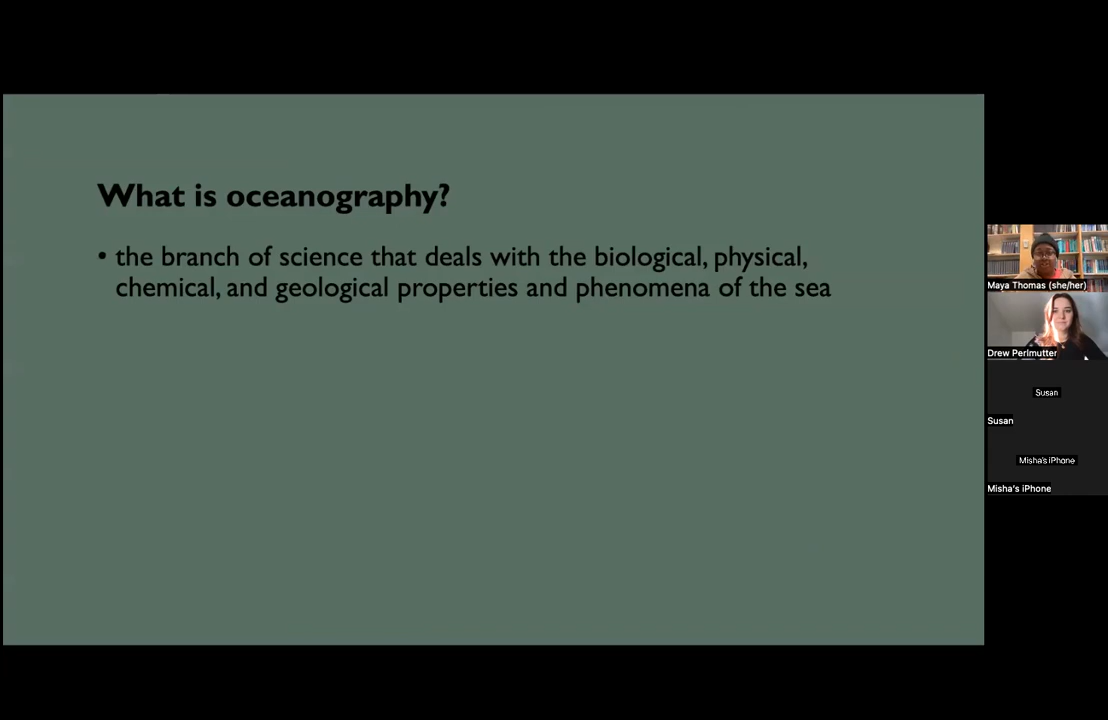 What is oceanography?
• the branch of science that deals with the biological, physical,
chemical, and geological properties and phenomena of the sea
Maya Thomas (she/her)
Drew Perlmutter
Susan
Susan
Misha's iPhone
Misha's iPhone